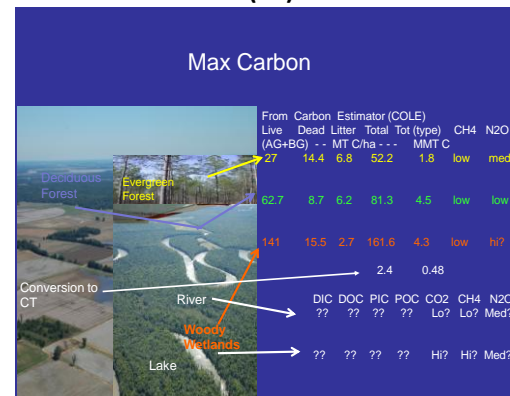 Max Carbon
From Carbon Estimator (COLE)
Live Dead Litter Total Tot (type) CH4 N2O
(AG+BG) - - MT C/ha - - - MMT C
27 14.4 6.8 52.2 1.8 low med
Deciduous
Forest
Evergreen
Forest
62.7 8.7 6.2 81.3 4.5 low low
141 15.5 2.7 161.6 4.3 low hi?
2.4 0.48
Conversion to
CT
River
DIC DOC PIC POC CO2 CH4 N2O
?? ?? ?? ?? Lo? Lo? Med?
Woody
Wetlands
?? ?? ?? ?? Hi? Hi? Med?
Lake